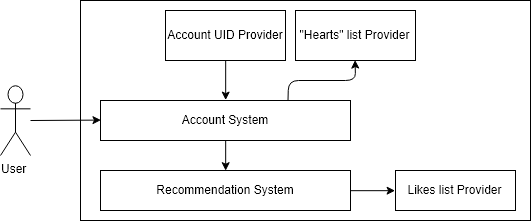 Account UID Provider
"Hearts" list Provider
Account System
User
Recommendation System
Likes list Provider